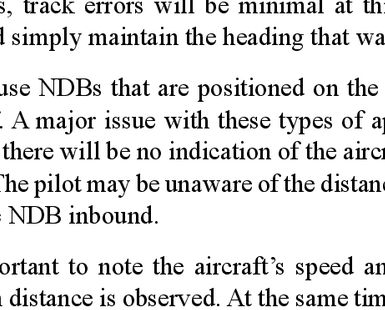 s, track errors will be minimal at thi
d simply maintain the heading that wa
use NDBs that are positioned on the
. A major issue with these types of ap
there will be no indication of the aircr
The pilot may be unaware of the distanc
NDB inbound.
ortant to note the aircraft's speed an
distance is observed. At the same tim